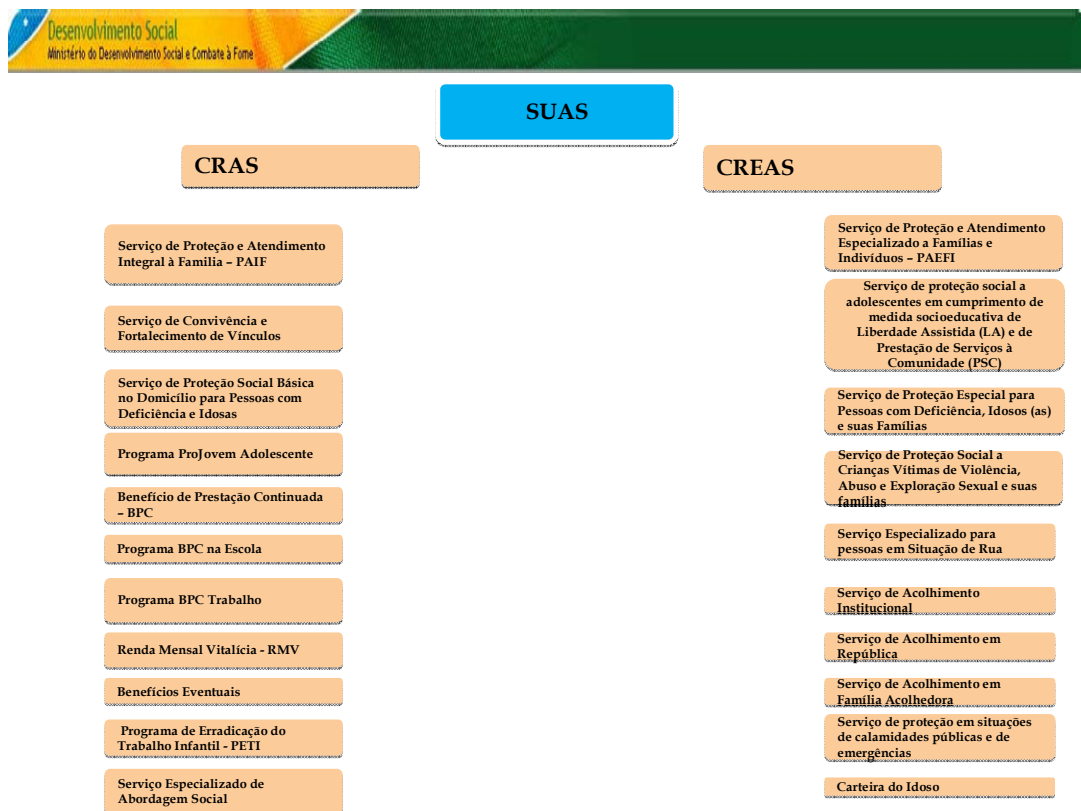 Desenvolvimento Social
Ministério do Desenvolvimento Social e Combate à Fome
SUAS
CRAS
CREAS
Serviço de Proteção e Atendimento
Integral à Familia – PAIF
Serviço de Convivência e
Fortalecimento de Vínculos
Serviço de Proteção Social Básica
no Domicílio para Pessoas com
Deficiência e Idosas
Programa ProJovem Adolescente
Benefício de Prestação Continuada
– BPC
Programa BPC na Escola
Programa BPC Trabalho
Renda Mensal Vitalícia - RMV
Benefícios Eventuais
Programa de Erradicação do
Trabalho Infantil - PETI
Serviço Especializado de
Abordagem Social
Serviço de Proteção e Atendimento
Especializado a Famílias e
Indivíduos – PAEFI
Serviço de proteção social a
adolescentes em cumprimento de
medida socioeducativa de
Liberdade Assistida (LA) e de
Prestação de Serviços à
Comunidade (PSC)
Serviço de Proteção Especial para
Pessoas com Deficiência, Idosos (as)
e suas Famílias
Serviço de Proteção Social a
Crianças Vítimas de Violência,
Abuso e Exploração Sexual e suas
famílias
Serviço Especializado para
pessoas em Situação de Rua
Serviço de Acolhimento
Institucional
Serviço de Acolhimento em
República
Serviço de Acolhimento em
Família Acolhedora
Serviço de proteção em situações
de calamidades públicas e de
emergências
Carteira do Idoso